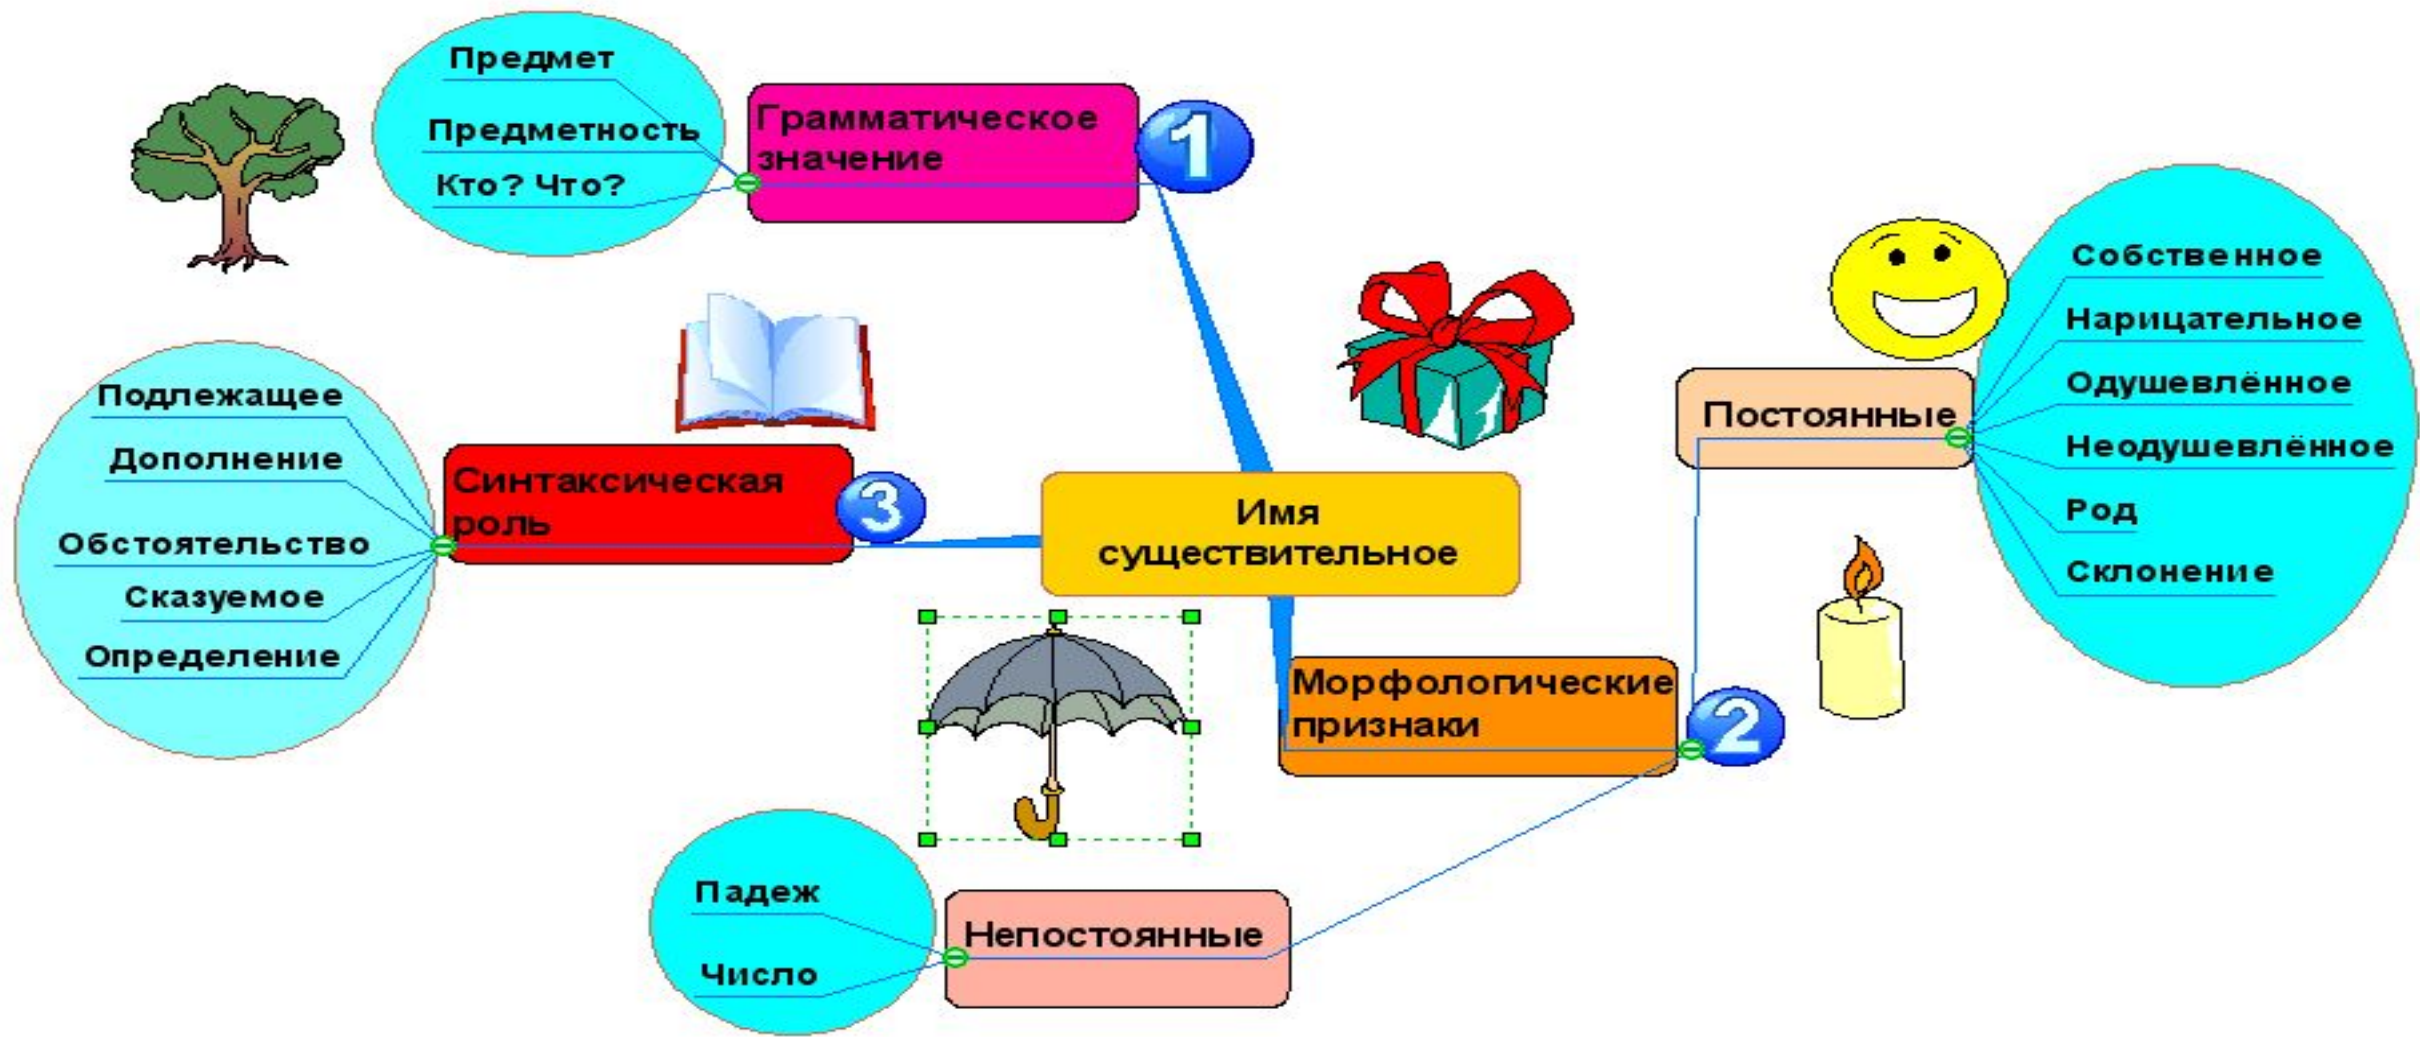 Предмет
Предметность
Кто? Что?
Грамматическое
значение
1
Собственное
Нарицательное
Одушевлённое
Неодушевлённое
Род
Склонение
Постоянные
Подлежащее
Дополнение
Обстоятельство
Сказуемое
Определение
Синтаксическая
роль
3
Имя
существительное
Морфологические
признаки
2
Падеж
Число
Непостоянные